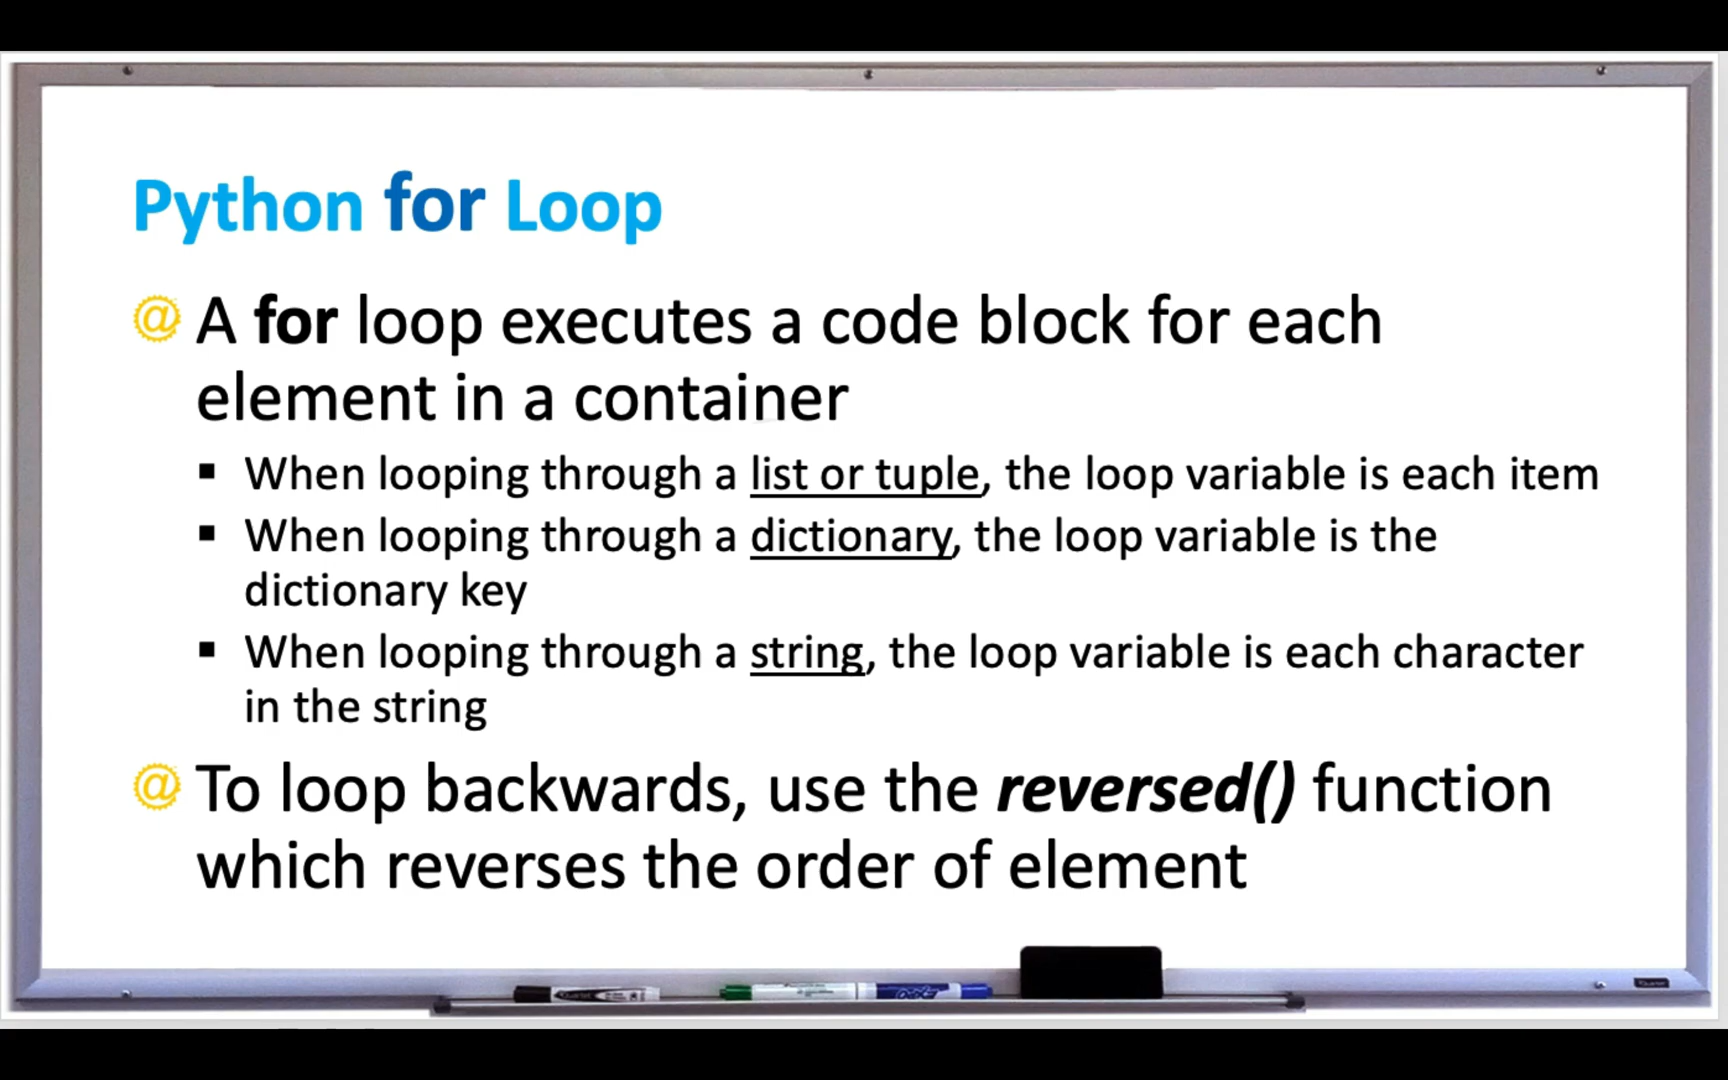 Python for Loop
@ A for loop executes a code block for each
element in a container
▪ When looping through a list or tuple, the loop variable is each item
▪ When looping through a dictionary, the loop variable is the
dictionary key
▪ When looping through a string, the loop variable is each character
in the string
@ To loop backwards, use the reversed() function
which reverses the order of element